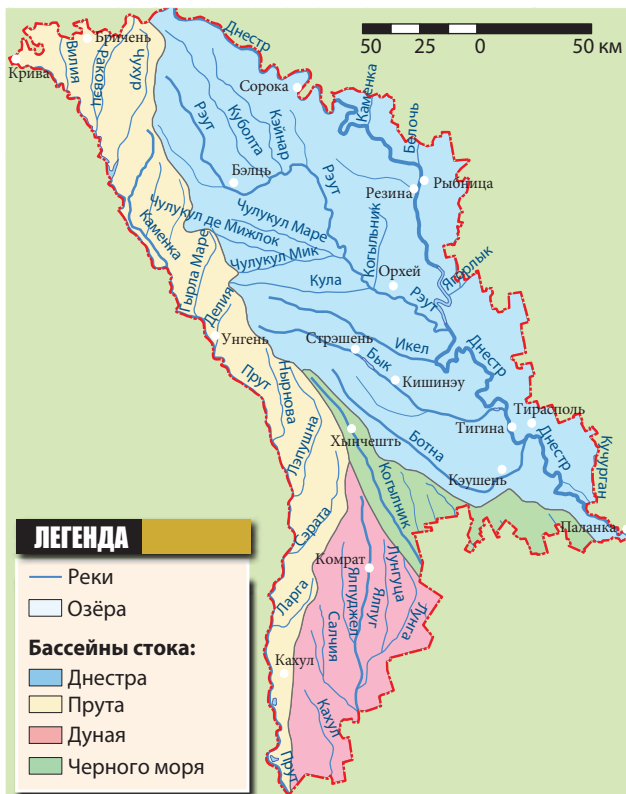 Днестр
50 25 0 50 км
Бричень
Крива
Вилия
Раковэц
Чухур
Сорока
Каменка
Белочь
Рэут
Куболта
Кэйнар
Рэут
Бэлць
Резина
Рыбница
Чулукул де Мижлок
Чулукул Маре
Чулукул Мик
Когыльник
Ягорлык
Каменка
Гырла Маре
Кула
Орхей
Рэут
Делия
Унгень
Стрэшень
Икел
Днестр
Бык
Кишинэу
Прут
Нырнова
Тирасполь
Хынчешть
Ботна
Тигина
Днестр
Кучурган
Лэпушна
Когылник
Кэушень
Паланка
Сэрата
Комрат
Лунгуца
Ялпуг
Ялпуджел
Лунга
Ларга
Салчия
Кахул
Кахул
Прут
ЛЕГЕНДА
Реки
Озёра
Бассейны стока:
Днестра
Прута
Дуная
Черного моря